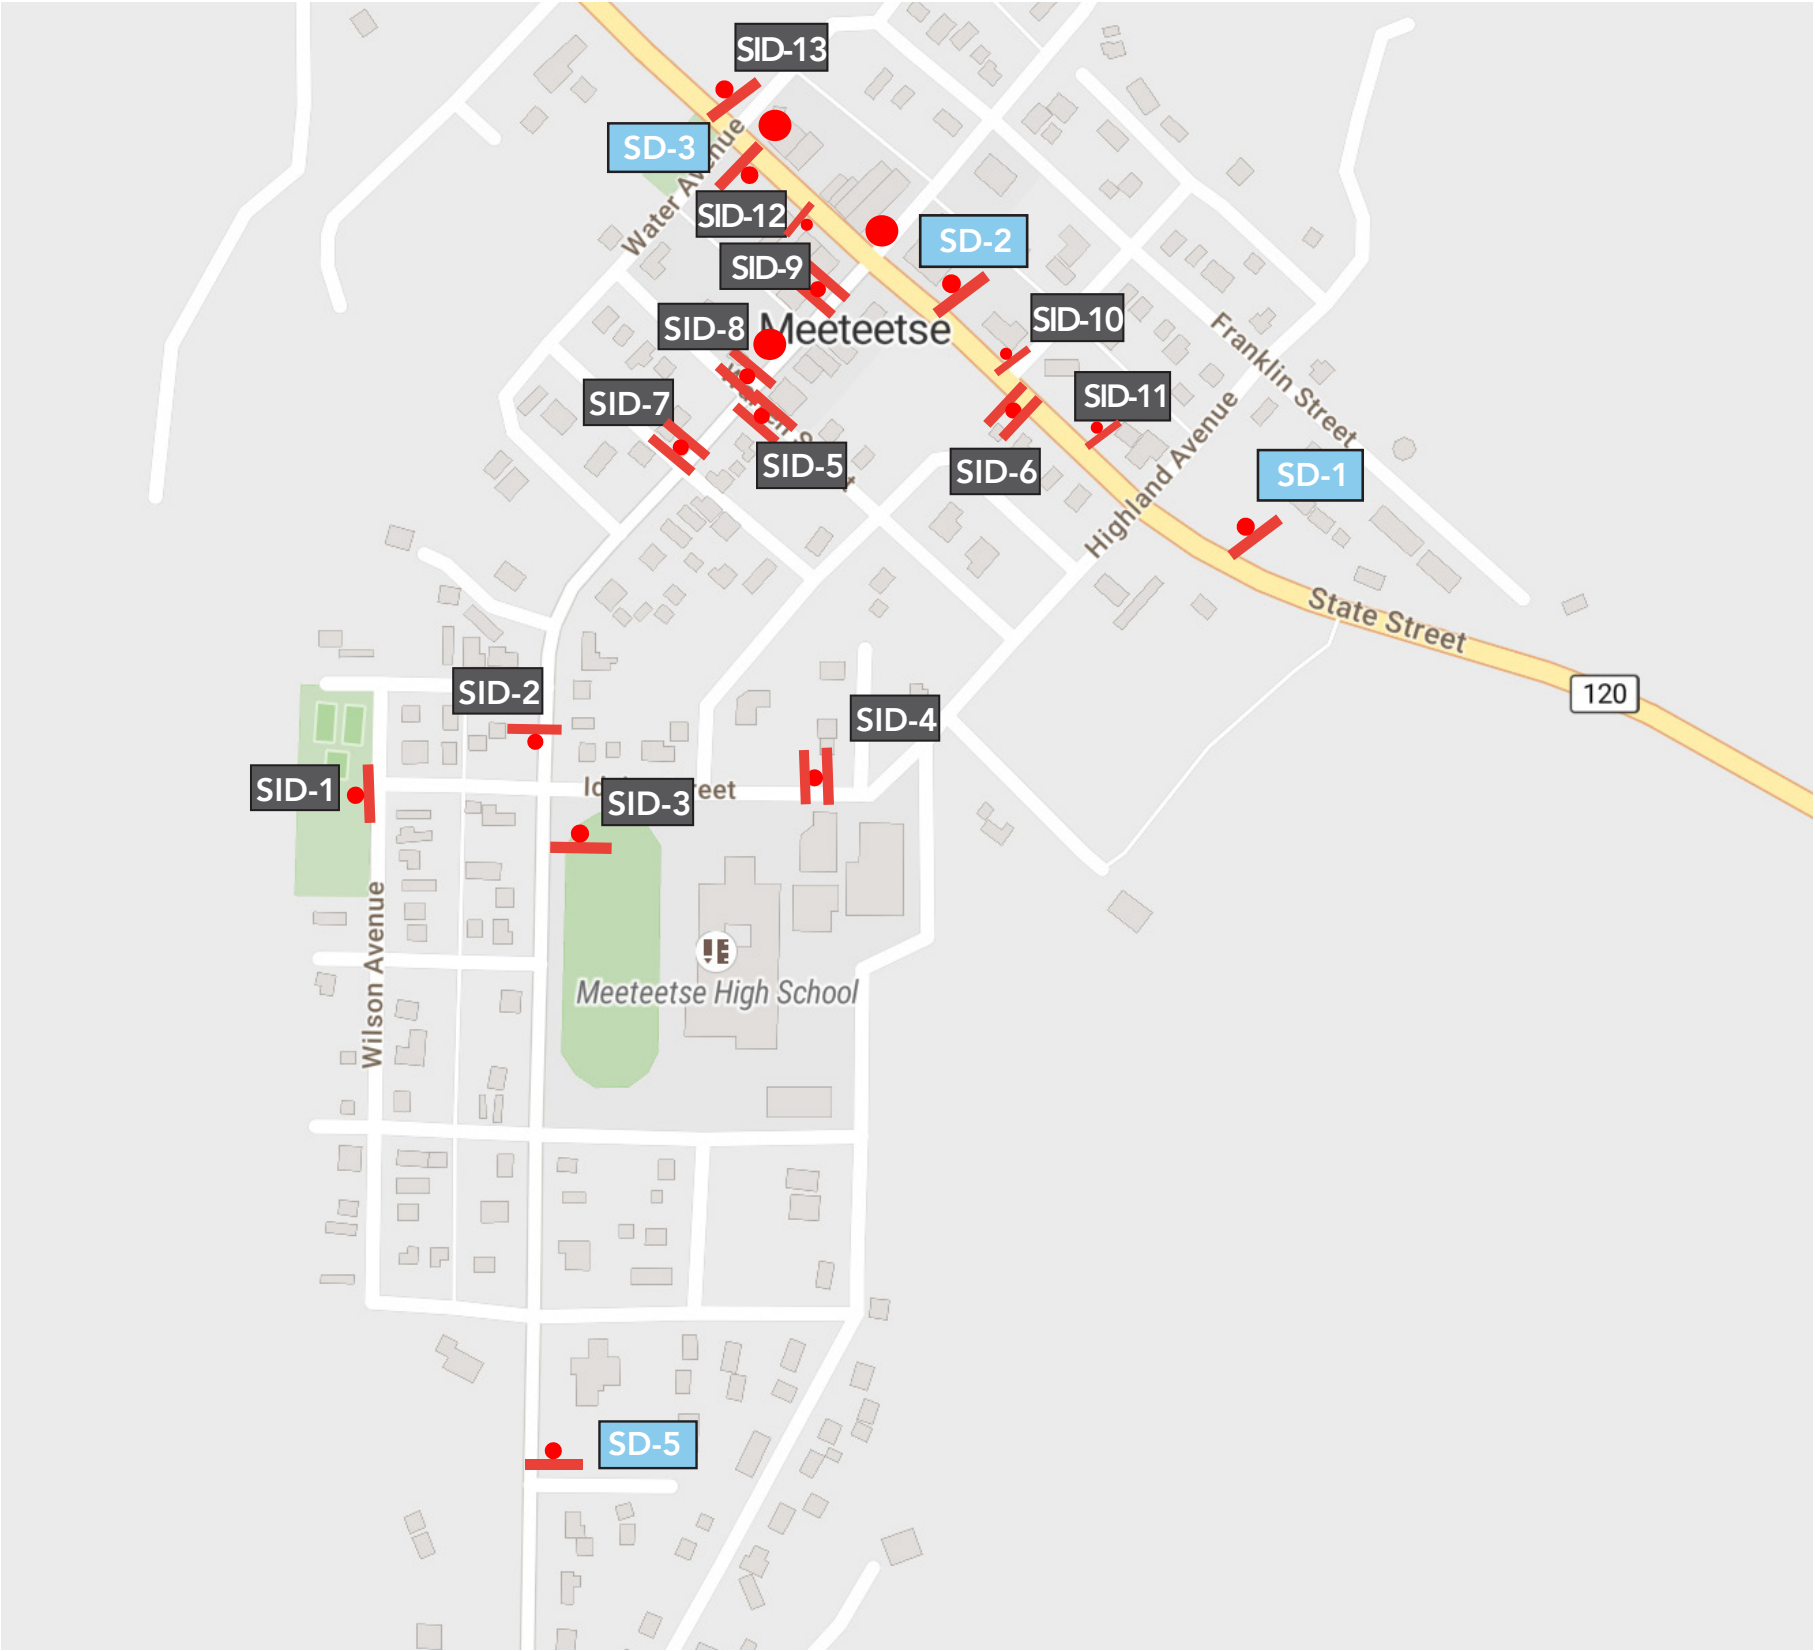 SID-13
SD-3
Water Avenue
SID-12
SD-2
SID-9
SID-10
SID-8
Meeteetse
Franklin Street
SID-7
SID-11
SID-5
SID-6
SD-1
Highland Avenue
State Street
SID-2
120
SID-4
SID-1
SID-3
Wilson Avenue
Meeteetse High School
SD-5